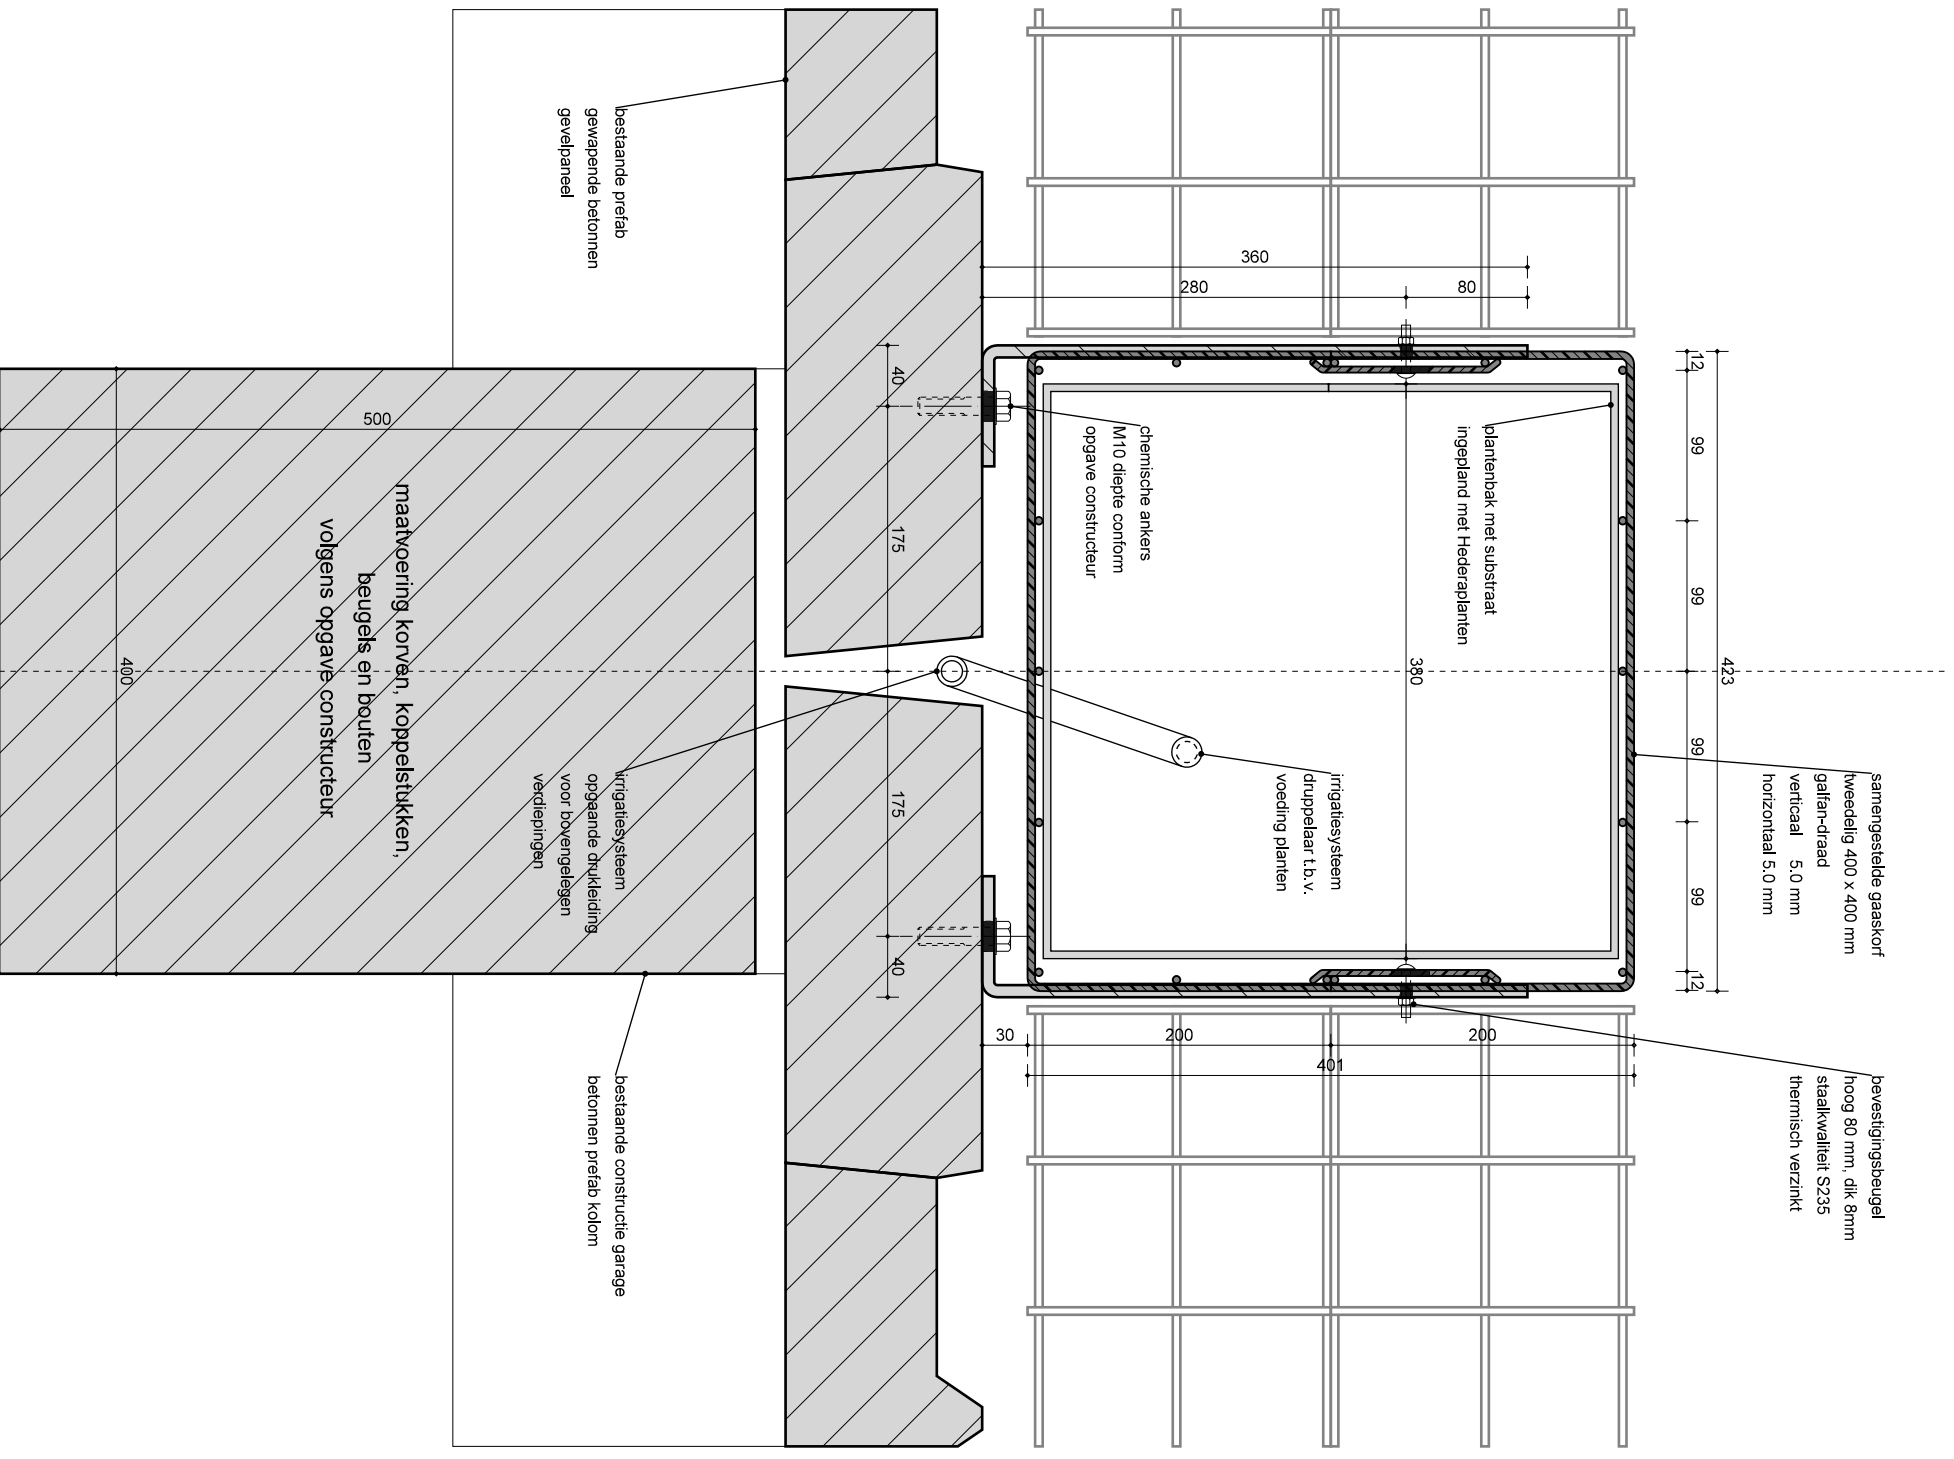 samengestelde gaaskorf
tweedelig 400 x 400 mm
galfan-draad
verticaal 5.0 mm
horizontaal 5.0 mm
bevestigingsbeugel
hoog 80 mm, dik 8mm
staalkwaliteit S235
thermisch verzinkt
423
12
99
99
99
99
12
plantenbak met substraat
ingepland met Hederaplanten
380
irrigatiesysteem
druppelaar t.b.v.
voeding planten
chemische ankers
M10 diepte conform
opgave constructeur
360
280
80
30
200
200
401
40
175
175
40
bestaande prefab
gewapende betonnen
gevelpaneel
irrigatiesysteem
opgaande drukleiding
voor bovengelegen
verdiepingen
bestaande constructie garage
betonnen prefab kolom
maatvoering korven, koppelstukken,
beugels en bouten
volgens opgave constructeur
500
400